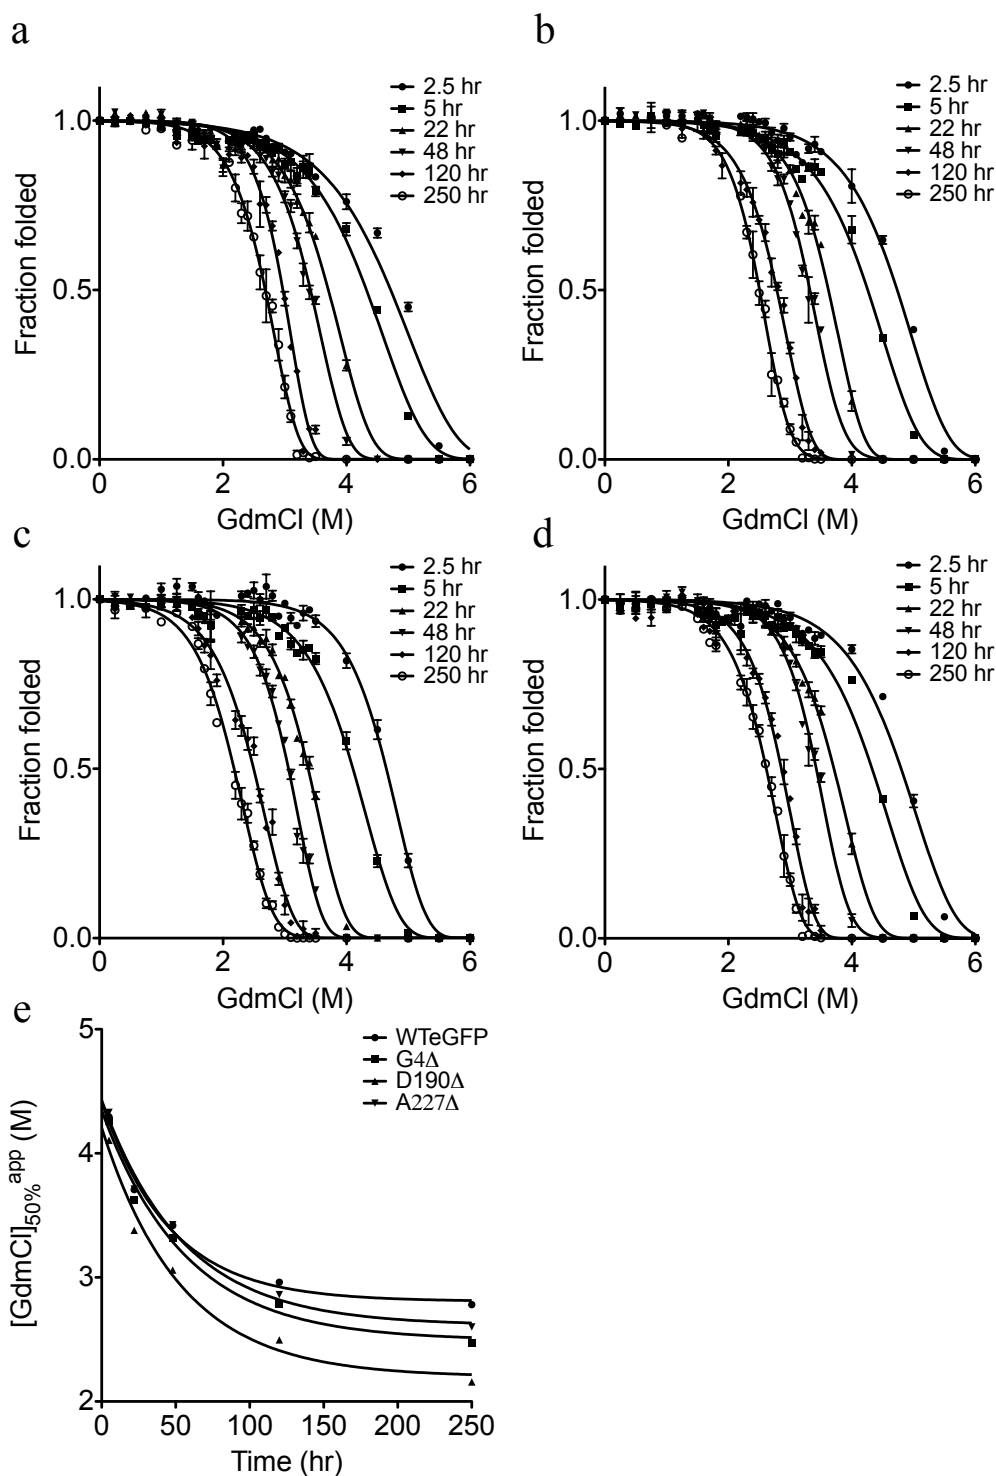 a
1.0
0.5
0.0
Fraction folded
0
2
4
6
GdmCl (M)
2.5 hr
5 hr
22 hr
48 hr
120 hr
250 hr
b
1.0
0.5
0.0
Fraction folded
0
2
4
6
GdmCl (M)
2.5 hr
5 hr
22 hr
48 hr
120 hr
250 hr
c
1.0
0.5
0.0
Fraction folded
0
2
4
6
GdmCl (M)
2.5 hr
5 hr
22 hr
48 hr
120 hr
250 hr
d
1.0
0.5
0.0
Fraction folded
0
2
4
6
GdmCl (M)
2.5 hr
5 hr
22 hr
48 hr
120 hr
250 hr
e
5
4
3
2
[GdmCl]50%app (M)
0
50
100
150
200
250
Time (hr)
WTeGFP
G4Δ
D190Δ
A227Δ